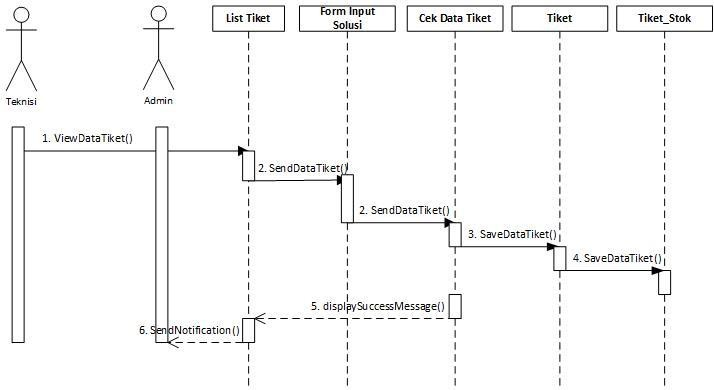 List Tiket
Form Input
Solusi
Cek Data Tiket
Tiket
Tiket_Stok
Teknisi
Admin
1. ViewDataTiket()
2. SendDataTiket()
2. SendDataTiket()
3. SaveDataTiket()
4. SaveDataTiket()
5. displaySuccessMessage()
6. SendNotification()